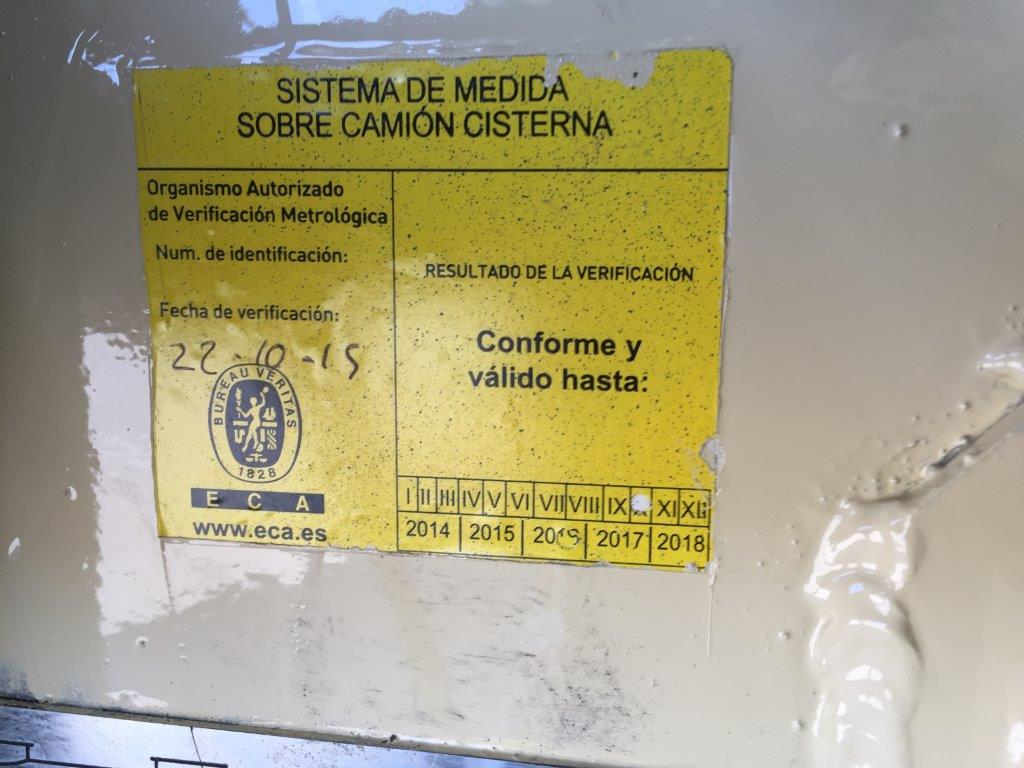 SISTEMA DE MEDIDA
SOBRE CAMIÓN CISTERNA
Organismo Autorizado
de Verificación Metrológica
Num. de identificación:
Fecha de verificación:
22-10-15
BUREAU VERITAS
1828
E C A
www.eca.es
RESULTADO DE LA VERIFICACIÓN
Conforme y
válido hasta:
I II III IV V VI VII VIII IX XI XII
2014 2015 2016 2017 2018